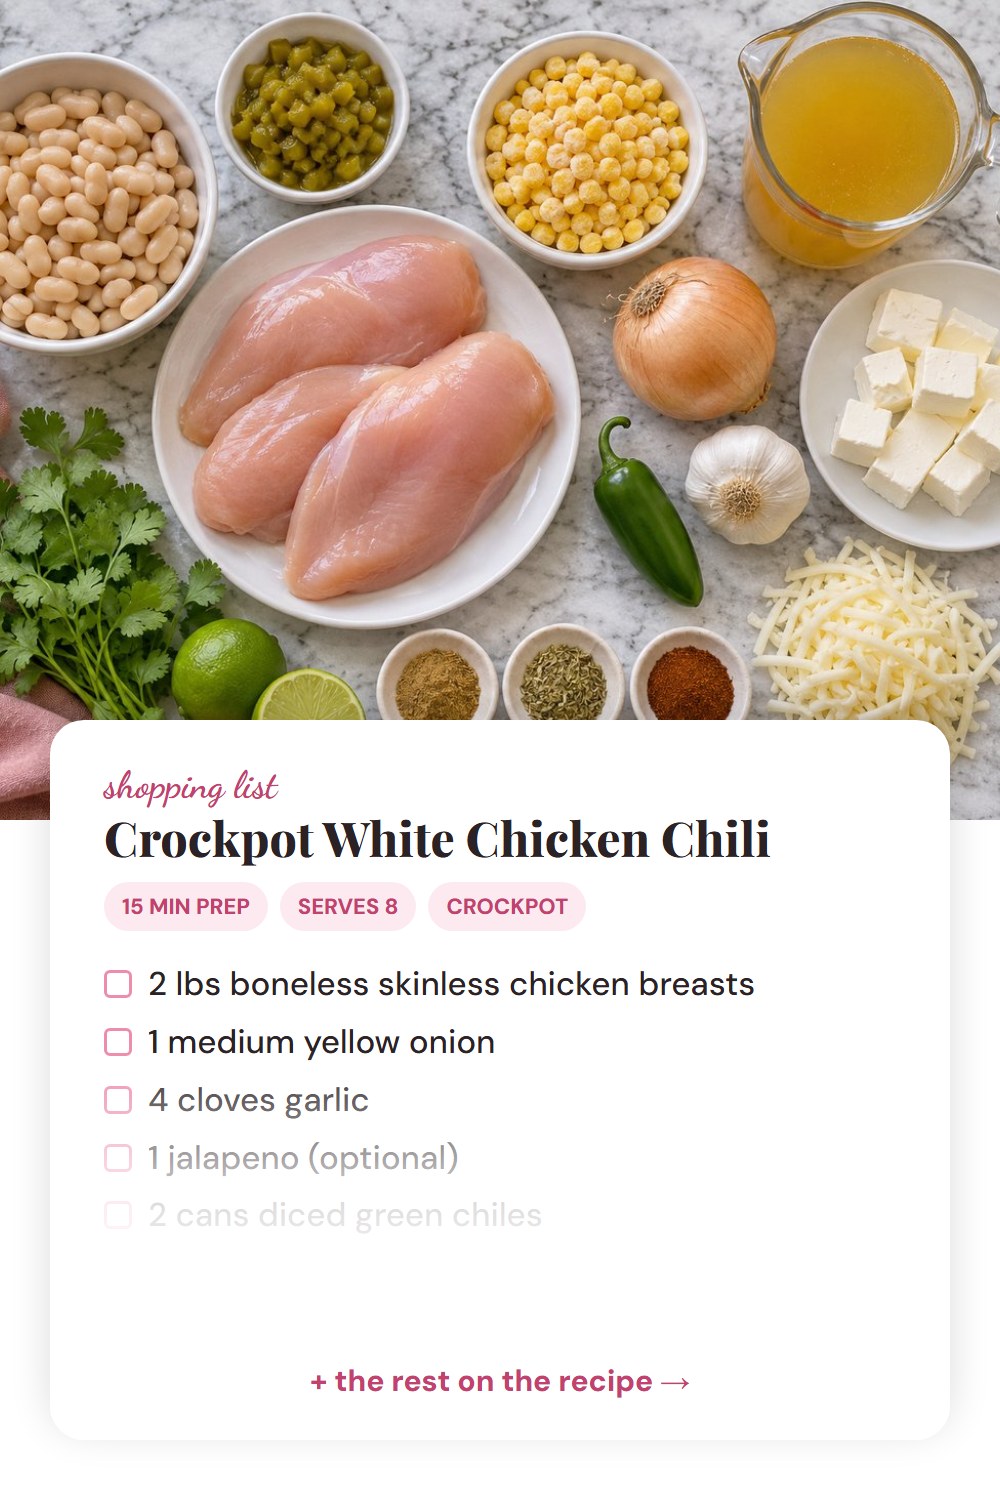 shopping list
Crockpot White Chicken Chili
15 MIN PREP SERVES 8 CROCKPOT
2 lbs boneless skinless chicken breasts
1 medium yellow onion
4 cloves garlic
1 jalapeno (optional)
2 cans diced green chiles
+ the rest on the recipe →